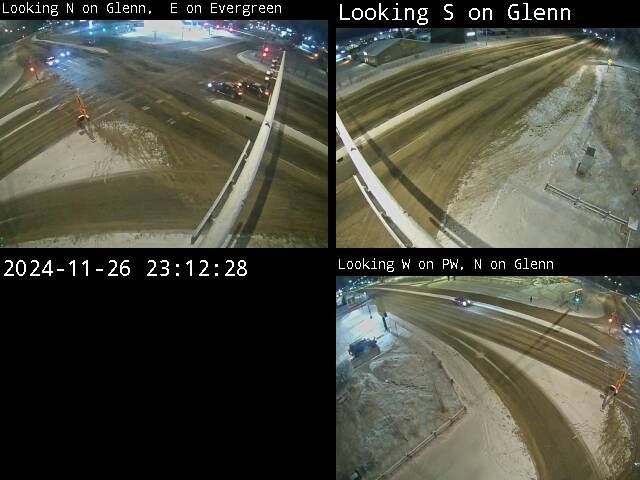 Looking N on Glenn,  E on Evergreen
Looking S on Glenn
2024-11-26 23:12:28
Looking W on PW, N on Glenn